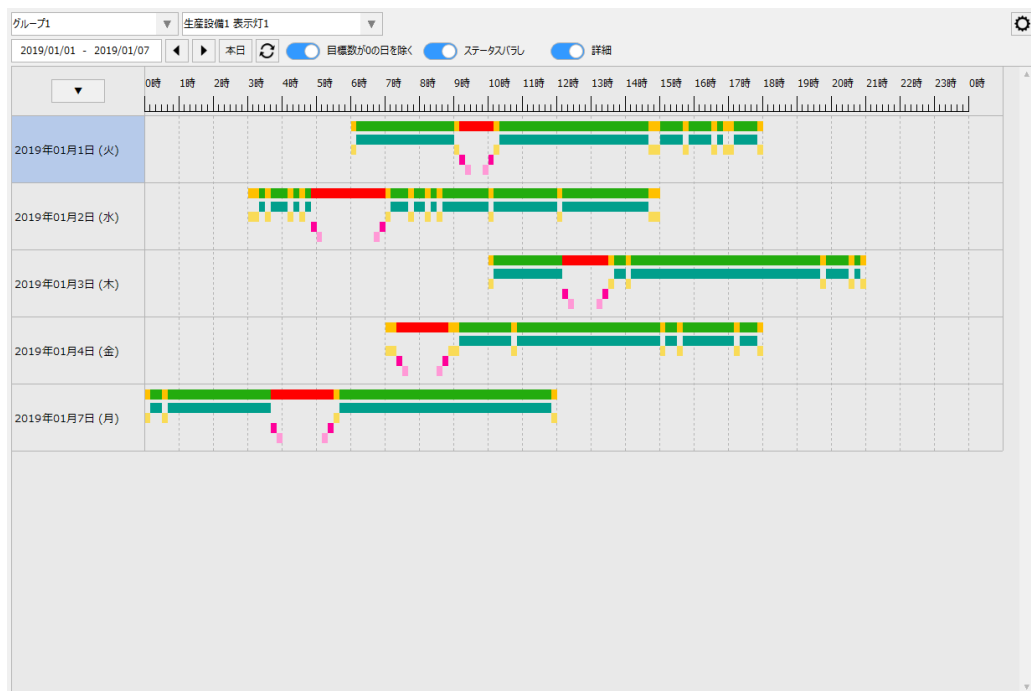 グループ1 ▼ 生産設備1 表示灯1 ▼
2019/01/01 - 2019/01/07 ◀ ▶ 本日 目標数が0の日を除く ステータスバラし 詳細
▼ 0時 1時 2時 3時 4時 5時 6時 7時 8時 9時 10時 11時 12時 13時 14時 15時 16時 17時 18時 19時 20時 21時 22時 23時 0時
2019年01月1日 (火)
2019年01月2日 (水)
2019年01月3日 (木)
2019年01月4日 (金)
2019年01月7日 (月)